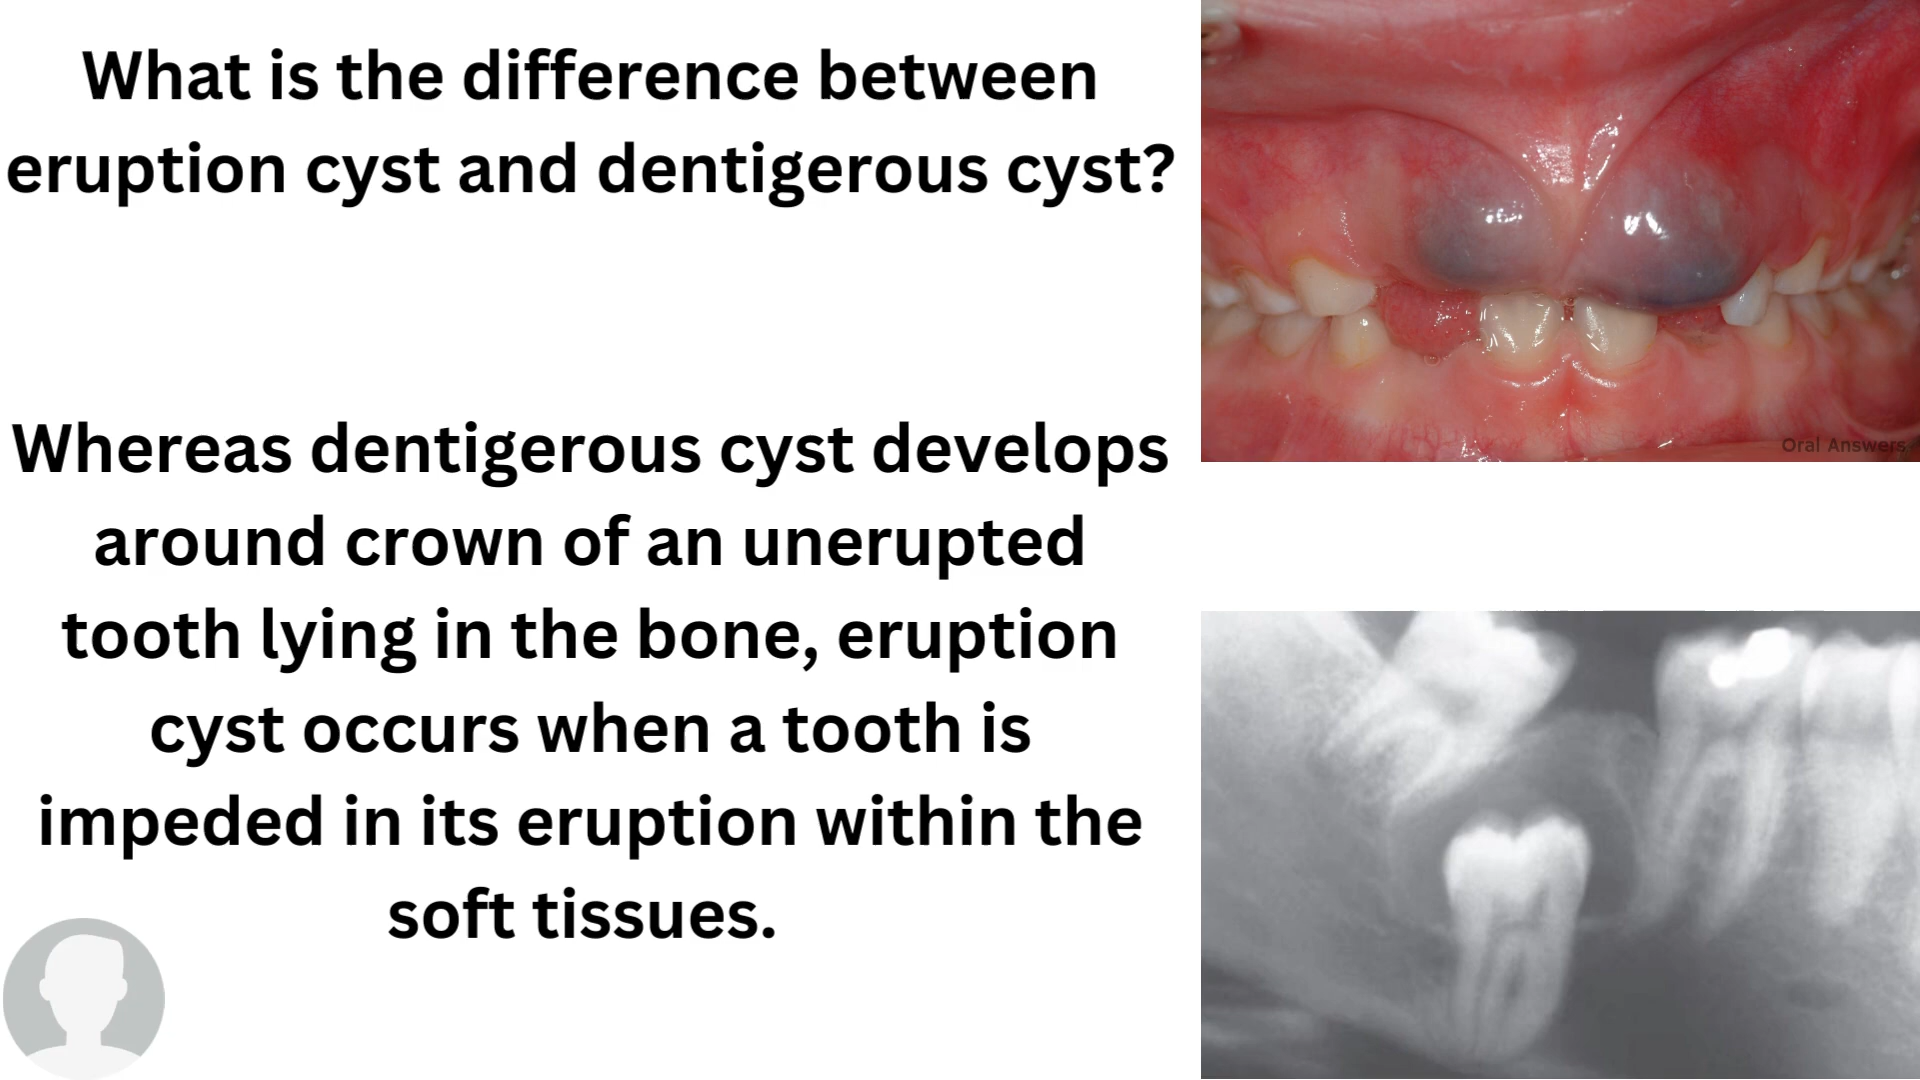 What is the difference between
eruption cyst and dentigerous cyst?
Whereas dentigerous cyst develops
around crown of an unerupted
tooth lying in the bone, eruption
cyst occurs when a tooth is
impeded in its eruption within the
soft tissues.
Oral Answers